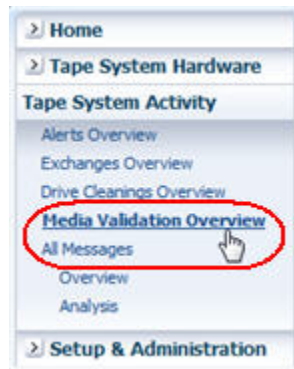 Home
Tape System Hardware
Tape System Activity
Alerts Overview
Exchanges Overview
Drive Cleanings Overview
Media Validation Overview
All Messages
Overview
Analysis
Setup & Administration